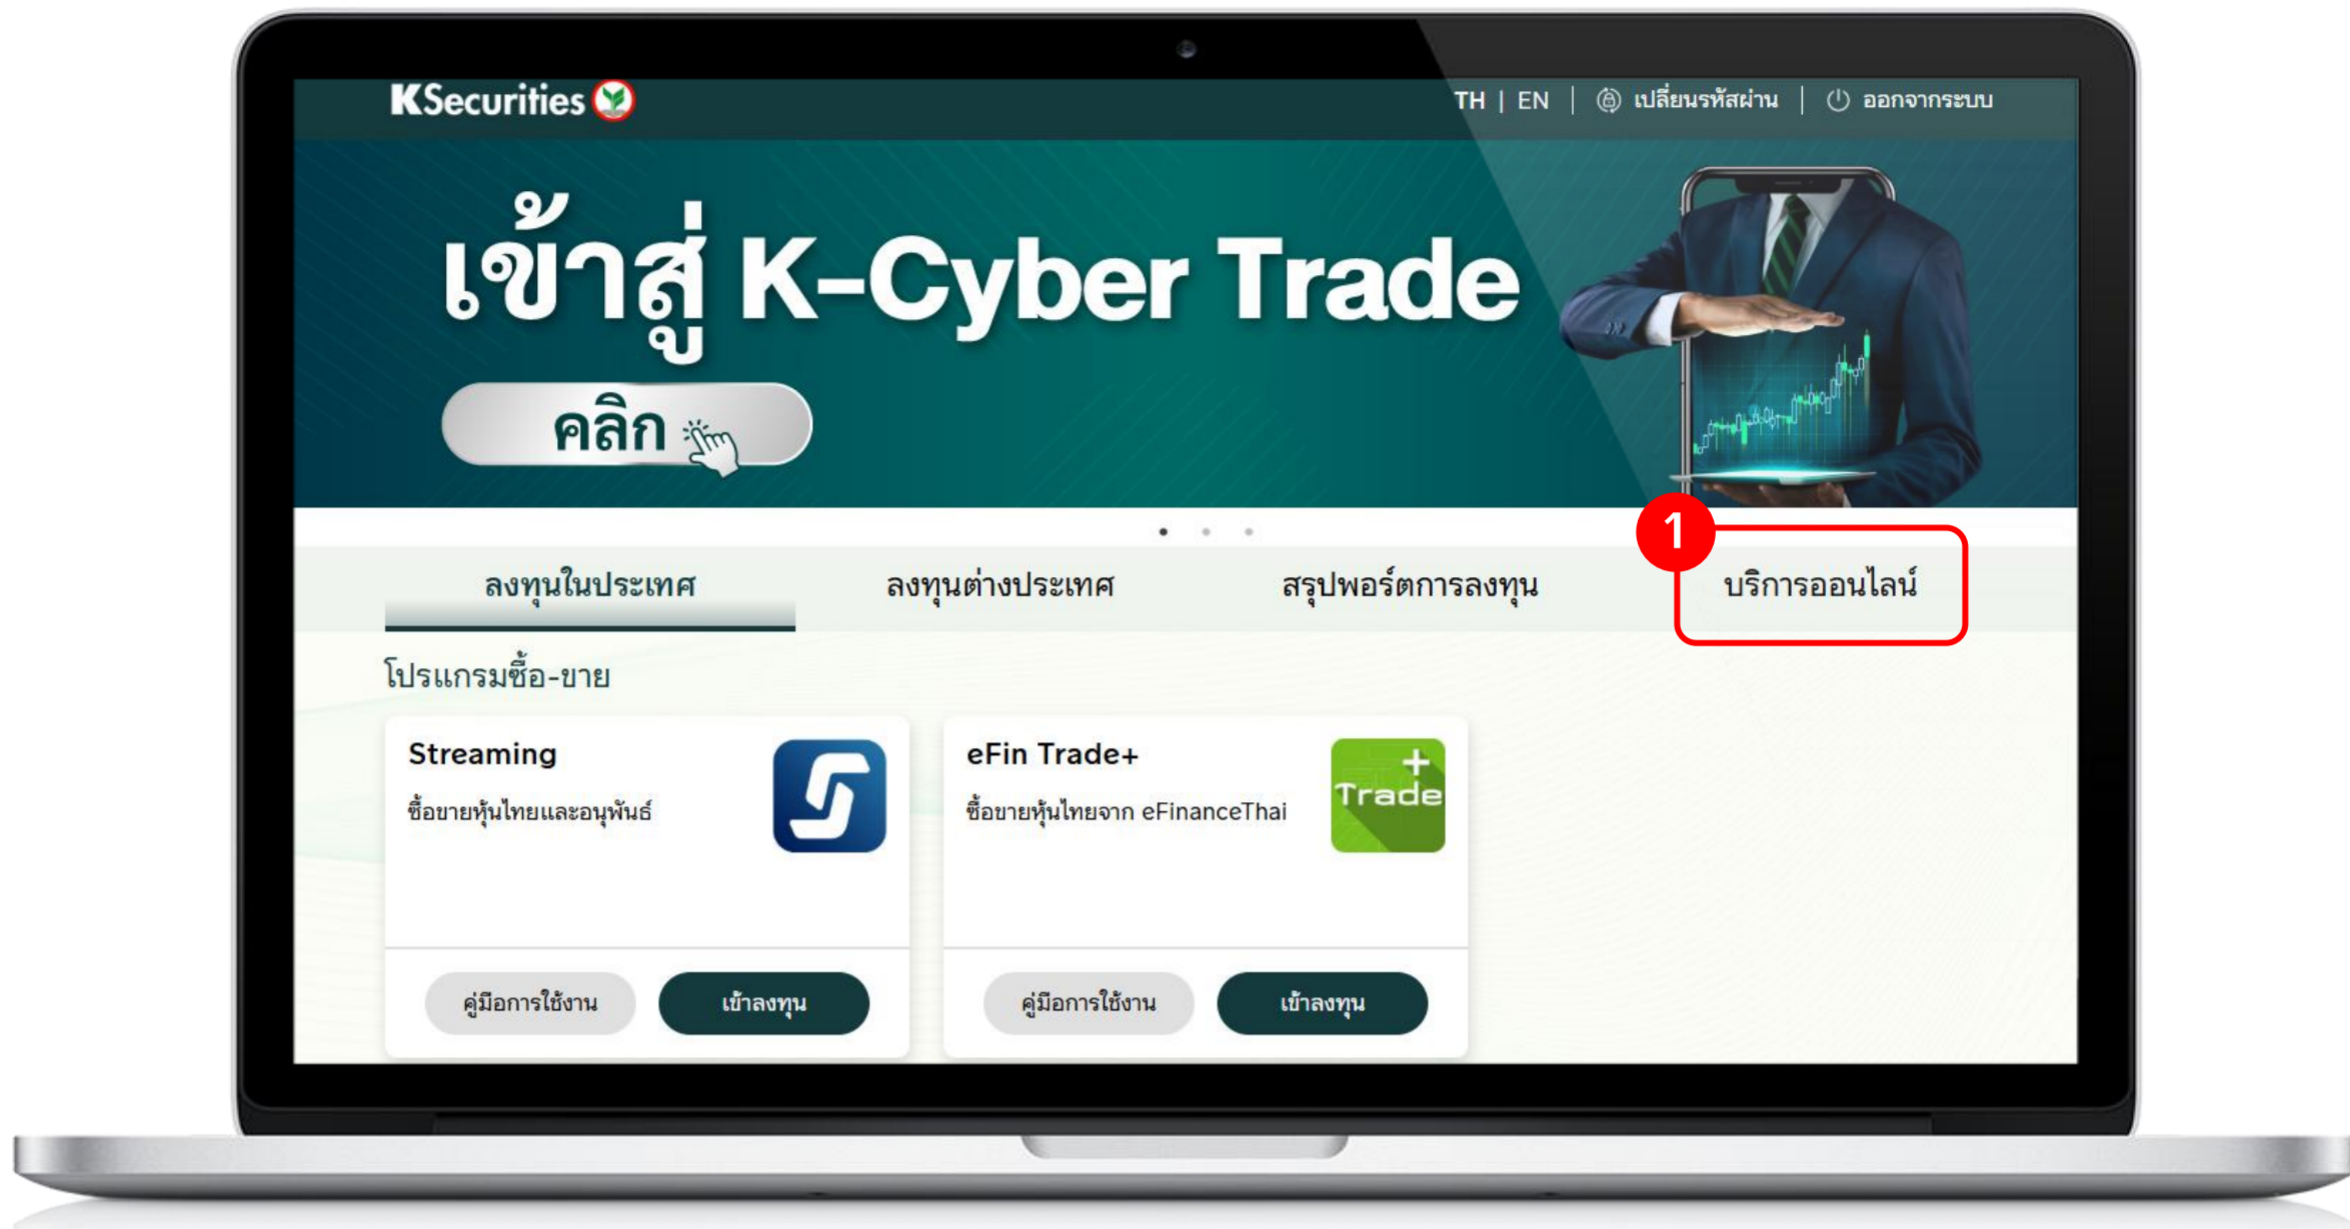 KSecurities
TH | EN | เปลี่ยนรหัสผ่าน | ออกจากระบบ
เข้าสู่ K-Cyber Trade
คลิก
1
ลงทุนในประเทศ ลงทุนต่างประเทศ สรุปพอร์ตการลงทุน บริการออนไลน์
โปรแกรมซื้อ-ขาย
Streaming
ซื้อขายหุ้นไทยและอนุพันธ์
คู่มือการใช้งาน เข้าลงทุน
eFin Trade+
ซื้อขายหุ้นไทยจาก eFinanceThai
+
Trade
คู่มือการใช้งาน เข้าลงทุน